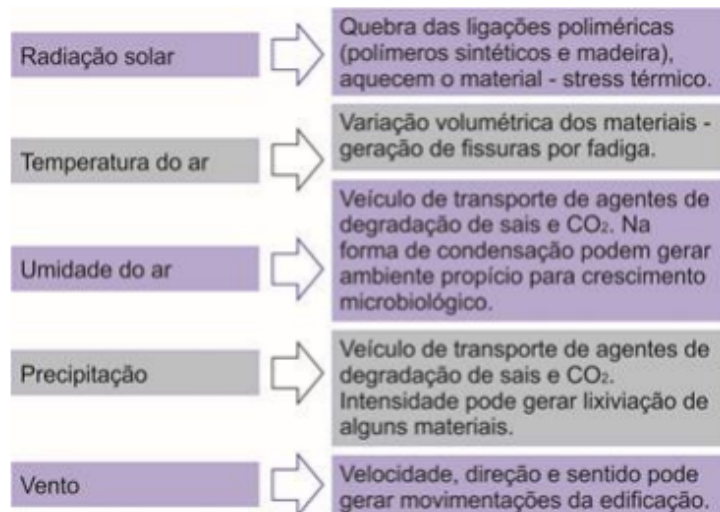 Radiação solar
Quebra das ligações poliméricas
(polímeros sintéticos e madeira),
aquecem o material - stress térmico.
Temperatura do ar
Variação volumétrica dos materiais -
geração de fissuras por fadiga.
Umidade do ar
Veículo de transporte de agentes de
degradação de sais e CO₂. Na
forma de condensação podem gerar
ambiente propício para crescimento
microbiológico.
Precipitação
Veículo de transporte de agentes de
degradação de sais e CO₂.
Intensidade pode gerar lixiviação de
alguns materiais.
Vento
Velocidade, direção e sentido pode
gerar movimentações da edificação.